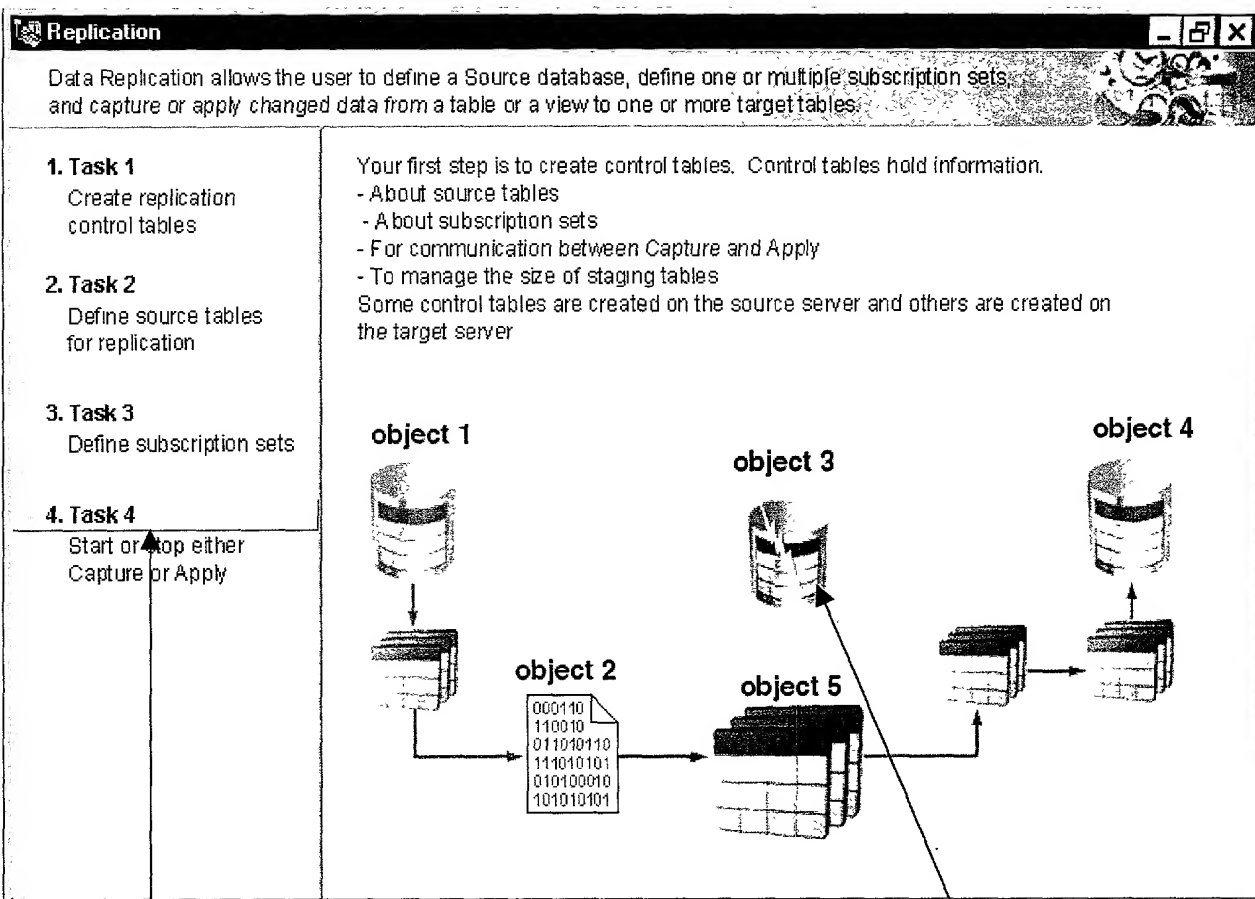 Replication
Data Replication allows the user to define a Source database, define one or multiple subscription sets,
and capture or apply changed data from a table or a view to one or more target tables.
1. Task 1
Create replication
control tables
2. Task 2
Define source tables
for replication
3. Task 3
Define subscription sets
4. Task 4
Start or stop either
Capture or Apply
Your first step is to create control tables. Control tables hold information.
- About source tables
- About subscription sets
- For communication between Capture and Apply
- To manage the size of staging tables
Some control tables are created on the source server and others are created on
the target server
object 1
object 3
object 4
object 2
object 5
000110
110010
011010110
111010101
010100010
101010101